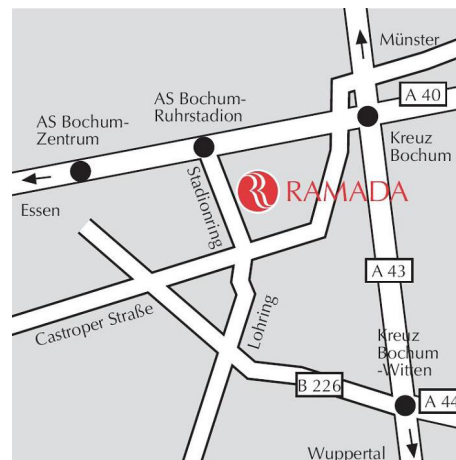 Münster
A 40
AS Bochum-
Ruhrstadion
AS Bochum-
Zentrum
Kreuz
Bochum
Essen
Stadionring
RAMADA
A 43
Castroper Straße
Lohring
Kreuz
Bochum
-Witten
B 226
A 44
Wuppertal